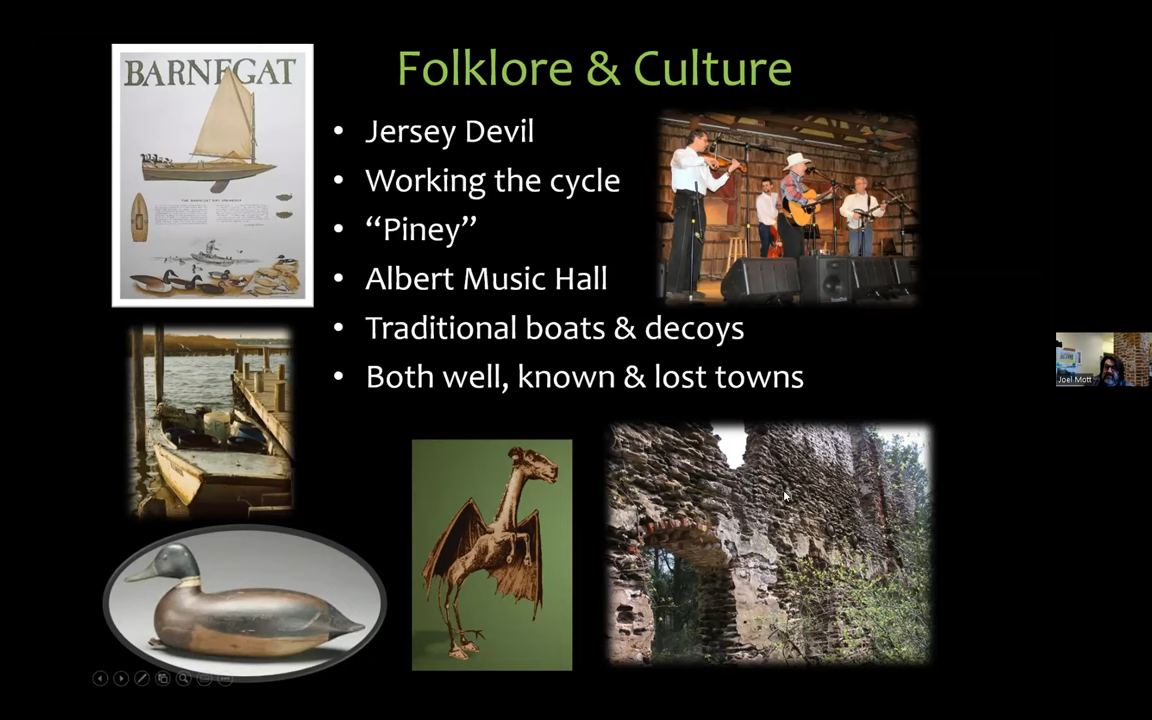 Folklore & Culture
BARNEGAT
• Jersey Devil
• Working the cycle
• “Piney”
• Albert Music Hall
• Traditional boats & decoys
• Both well, known & lost towns
Joel Mott